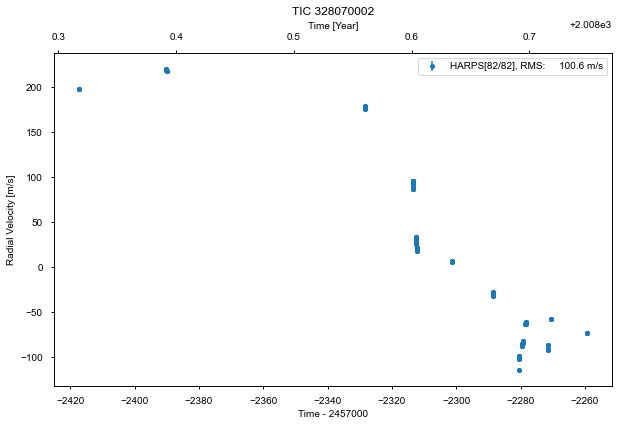 TIC 328070002
Time [Year]
+2.008e3
0.3 0.4 0.5 0.6 0.7
HARPS[82/82], RMS: 100.6 m/s
Radial Velocity [m/s]
200
150
100
50
0
−50
−100
−2420 −2400 −2380 −2360 −2340 −2320 −2300 −2280 −2260
Time - 2457000